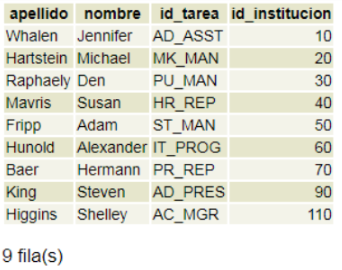 apellido nombre id_tarea id_institucion
Whalen Jennifer AD_ASST 10
Hartstein Michael MK_MAN 20
Raphaely Den PU_MAN 30
Mavris Susan HR_REP 40
Fripp Adam ST_MAN 50
Hunold Alexander IT_PROG 60
Baer Hermann PR_REP 70
King Steven AD_PRES 90
Higgins Shelley AC_MGR 110
9 fila(s)